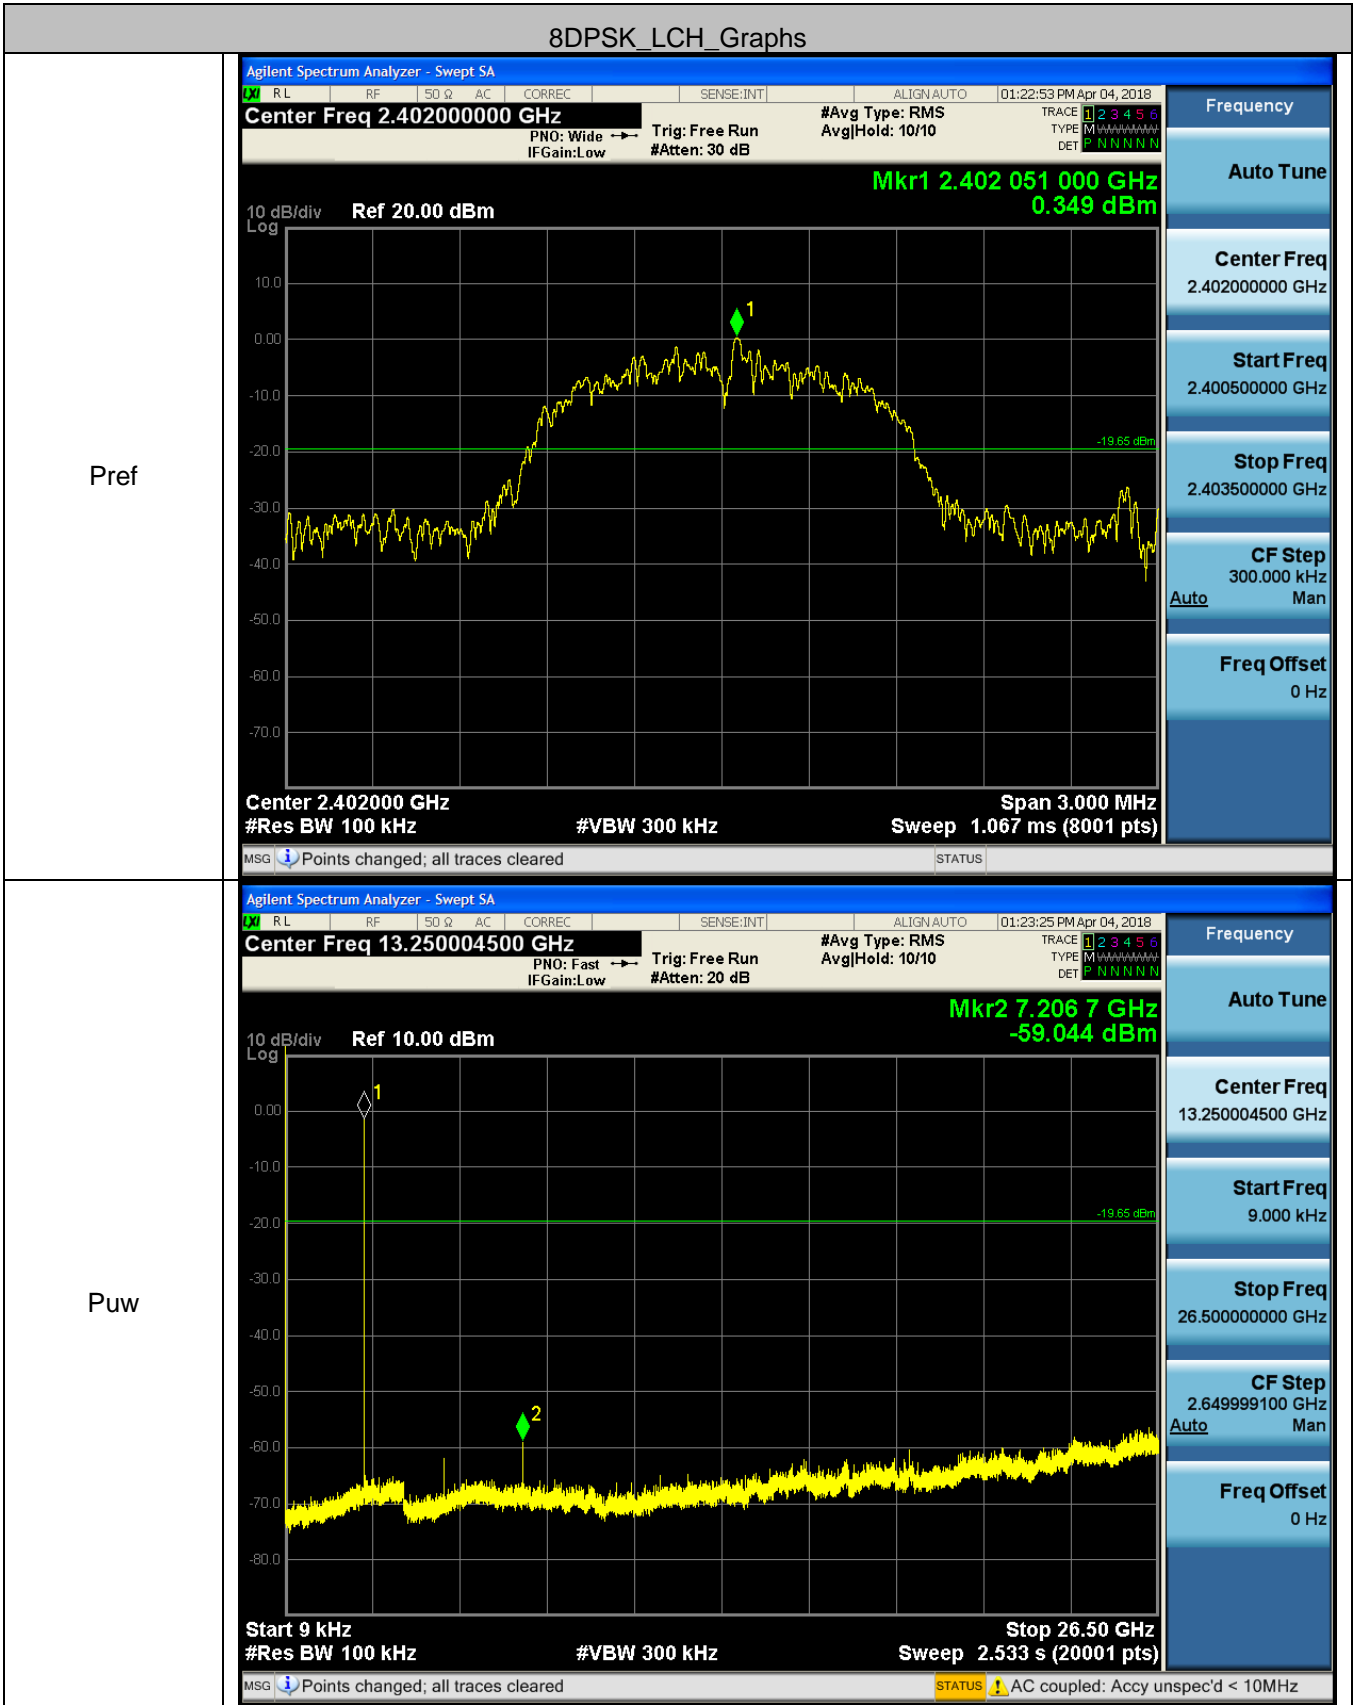 8DPSK_LCH_Graphs
Pref
Agilent Spectrum Analyzer - Swept SA
LXI RL RF 50 Ω AC CORREC SENSE:INT ALIGN AUTO 01:22:53 PM Apr 04, 2018
Center Freq 2.402000000 GHz
PNO: Wide
IFGain:Low
Trig: Free Run
#Atten: 30 dB
#Avg Type: RMS
Avg|Hold: 10/10
TRACE 1 2 3 4 5 6
TYPE M WWWWW
DET P N N N N N
Mkr1 2.402 051 000 GHz
0.349 dBm
10 dB/div Ref 20.00 dBm
Log
10.0
0.00
-10.0
-20.0
-30.0
-40.0
-50.0
-60.0
-70.0
1
-19.65 dBm
Center 2.402000 GHz Span 3.000 MHz
#Res BW 100 kHz #VBW 300 kHz Sweep 1.067 ms (8001 pts)
MSG Points changed; all traces cleared STATUS
Frequency
Auto Tune
Center Freq
2.402000000 GHz
Start Freq
2.400500000 GHz
Stop Freq
2.403500000 GHz
CF Step
300.000 kHz
Auto Man
Freq Offset
0 Hz
Puw
Agilent Spectrum Analyzer - Swept SA
LXI RL RF 50 Ω AC CORREC SENSE:INT ALIGN AUTO 01:23:25 PM Apr 04, 2018
Center Freq 13.250004500 GHz
PNO: Fast
IFGain:Low
Trig: Free Run
#Atten: 20 dB
#Avg Type: RMS
Avg|Hold: 10/10
TRACE 1 2 3 4 5 6
TYPE M WWWWW
DET P N N N N N
Mkr2 7.206 7 GHz
-59.044 dBm
10 dB/div Ref 10.00 dBm
Log
0.00
-10.0
-20.0
-30.0
-40.0
-50.0
-60.0
-70.0
-80.0
1
-19.65 dBm
2
Start 9 kHz Stop 26.50 GHz
#Res BW 100 kHz #VBW 300 kHz Sweep 2.533 s (20001 pts)
MSG Points changed; all traces cleared STATUS AC coupled: Accy unspec'd < 10MHz
Frequency
Auto Tune
Center Freq
13.250004500 GHz
Start Freq
9.000 kHz
Stop Freq
26.500000000 GHz
CF Step
2.649999100 GHz
Auto Man
Freq Offset
0 Hz